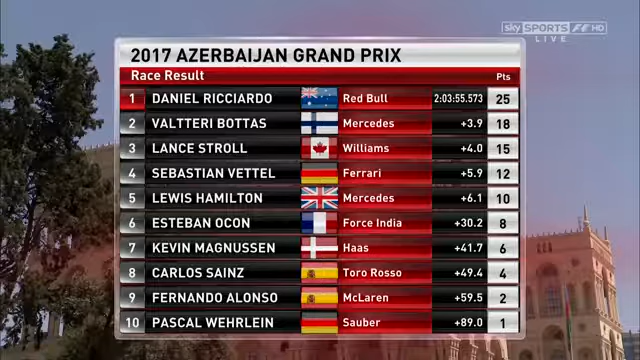 sky SPORTS F1 HD
LIVE
2017 AZERBAIJAN GRAND PRIX
Race Result Pts
1 DANIEL RICCIARDO Red Bull 2:03:55.573 25
2 VALTTERI BOTTAS Mercedes +3.9 18
3 LANCE STROLL Williams +4.0 15
4 SEBASTIAN VETTEL Ferrari +5.9 12
5 LEWIS HAMILTON Mercedes +6.1 10
6 ESTEBAN OCON Force India +30.2 8
7 KEVIN MAGNUSSEN Haas +41.7 6
8 CARLOS SAINZ Toro Rosso +49.4 4
9 FERNANDO ALONSO McLaren +59.5 2
10 PASCAL WEHRLEIN Sauber +89.0 1